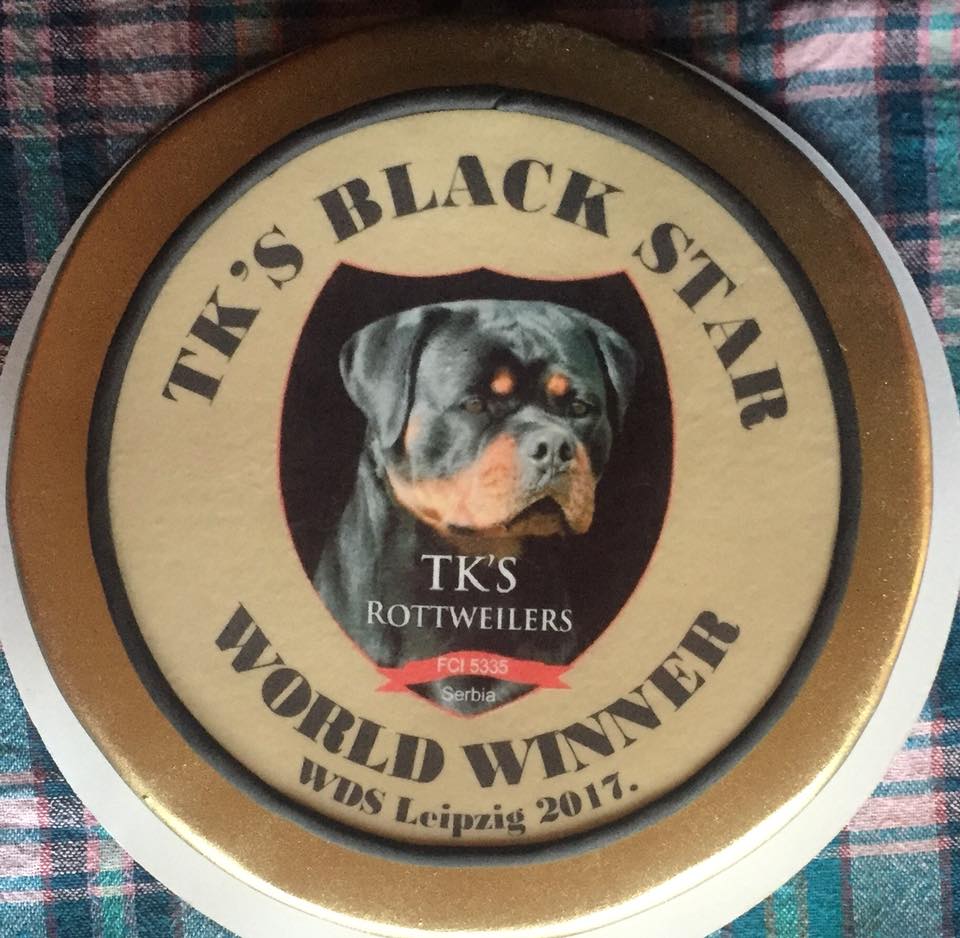 TK'S BLACK STAR
TK'S
ROTTWEILERS
FCI 5335
Serbia
WORLD WINNER
WDS Leipzig 2017.